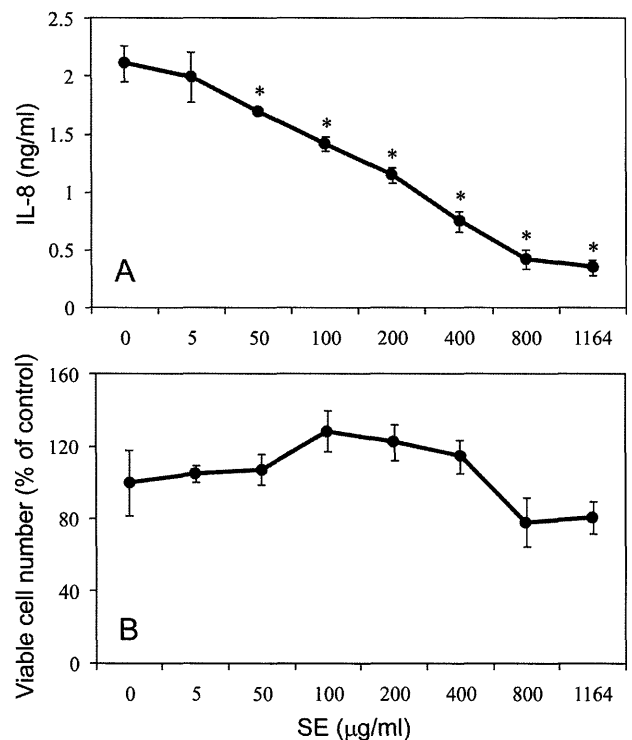 2.5
2
1.5
1
0.5
0
IL-8 (ng/ml)
* * * * * *
A
0 5 50 100 200 400 800 1164
160
120
80
40
0
Viable cell number (% of control)
B
0 5 50 100 200 400 800 1164
SE (μg/ml)